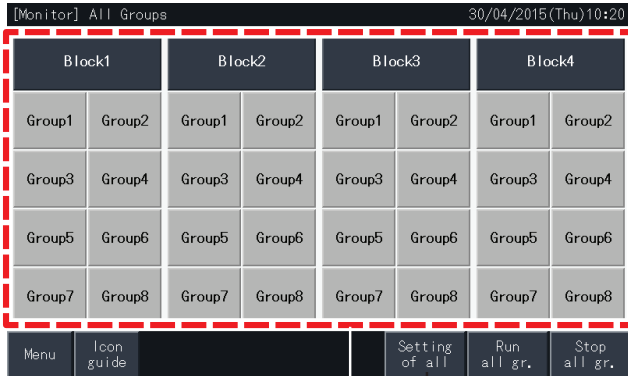 [Monitor] All Groups 30/04/2015(Thu)10:20
Block1 Block2 Block3 Block4
Group1 Group2 Group1 Group2 Group1 Group2 Group1 Group2
Group3 Group4 Group3 Group4 Group3 Group4 Group3 Group4
Group5 Group6 Group5 Group6 Group5 Group6 Group5 Group6
Group7 Group8 Group7 Group8 Group7 Group8 Group7 Group8
Menu
Icon
guide
Setting
of all
Run
all gr.
Stop
all gr.